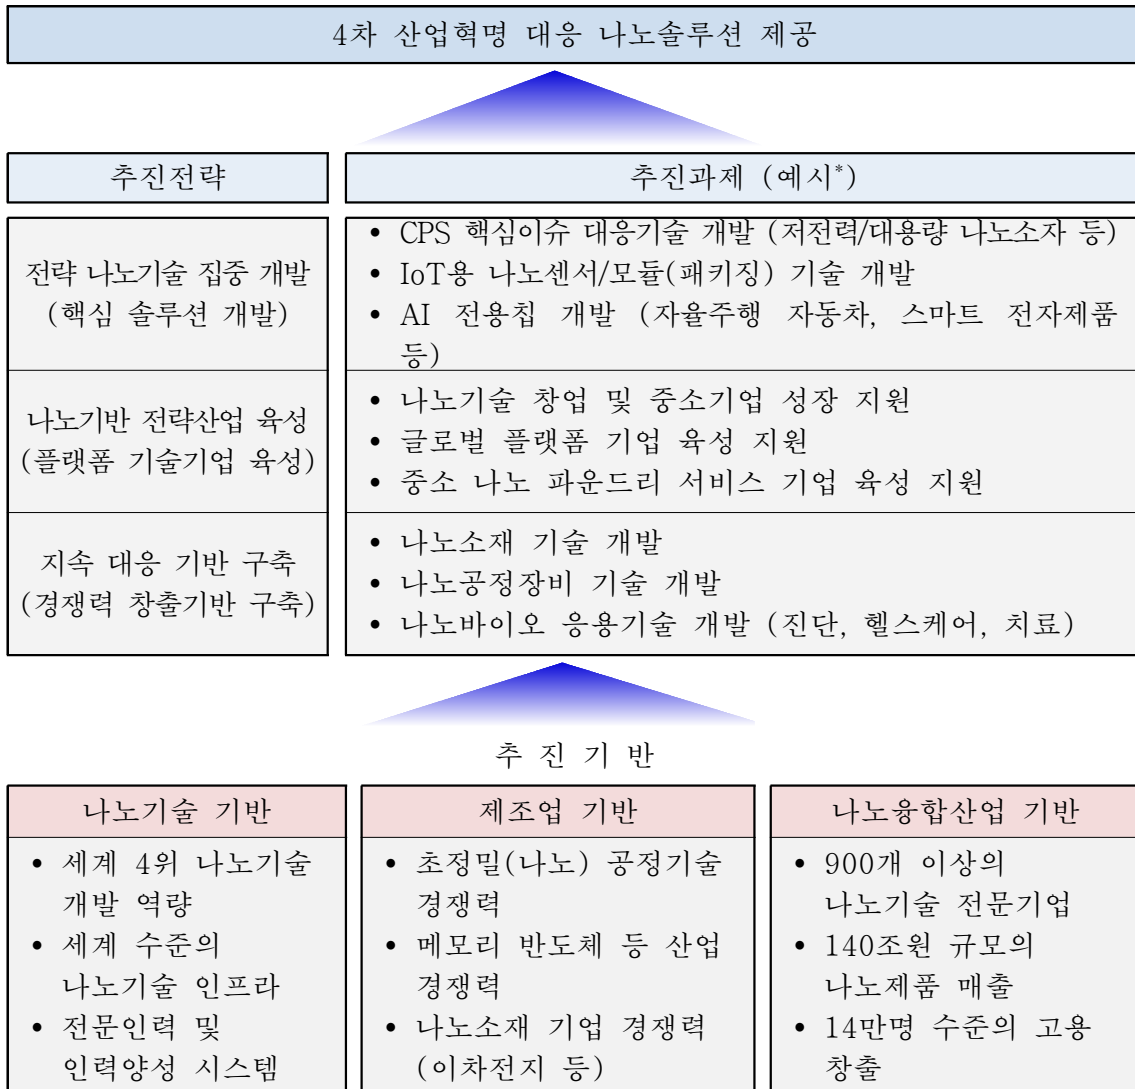 4차 산업혁명 대응 나노솔루션 제공
추진전략
추진과제 (예시*)
전략 나노기술 집중 개발
(핵심 솔루션 개발)
• CPS 핵심이슈 대응기술 개발 (저전력/대용량 나노소자 등)
• IoT용 나노센서/모듈(패키징) 기술 개발
• AI 전용칩 개발 (자율주행 자동차, 스마트 전자제품
등)
나노기반 전략산업 육성
(플랫폼 기술기업 육성)
• 나노기술 창업 및 중소기업 성장 지원
• 글로벌 플랫폼 기업 육성 지원
• 중소 나노 파운드리 서비스 기업 육성 지원
지속 대응 기반 구축
(경쟁력 창출기반 구축)
• 나노소재 기술 개발
• 나노공정장비 기술 개발
• 나노바이오 응용기술 개발 (진단, 헬스케어, 치료)
추 진 기 반
나노기술 기반
• 세계 4위 나노기술
개발 역량
• 세계 수준의
나노기술 인프라
• 전문인력 및
인력양성 시스템
제조업 기반
• 초정밀(나노) 공정기술
경쟁력
• 메모리 반도체 등 산업
경쟁력
• 나노소재 기업 경쟁력
(이차전지 등)
나노융합산업 기반
• 900개 이상의
나노기술 전문기업
• 140조원 규모의
나노제품 매출
• 14만명 수준의 고용
창출